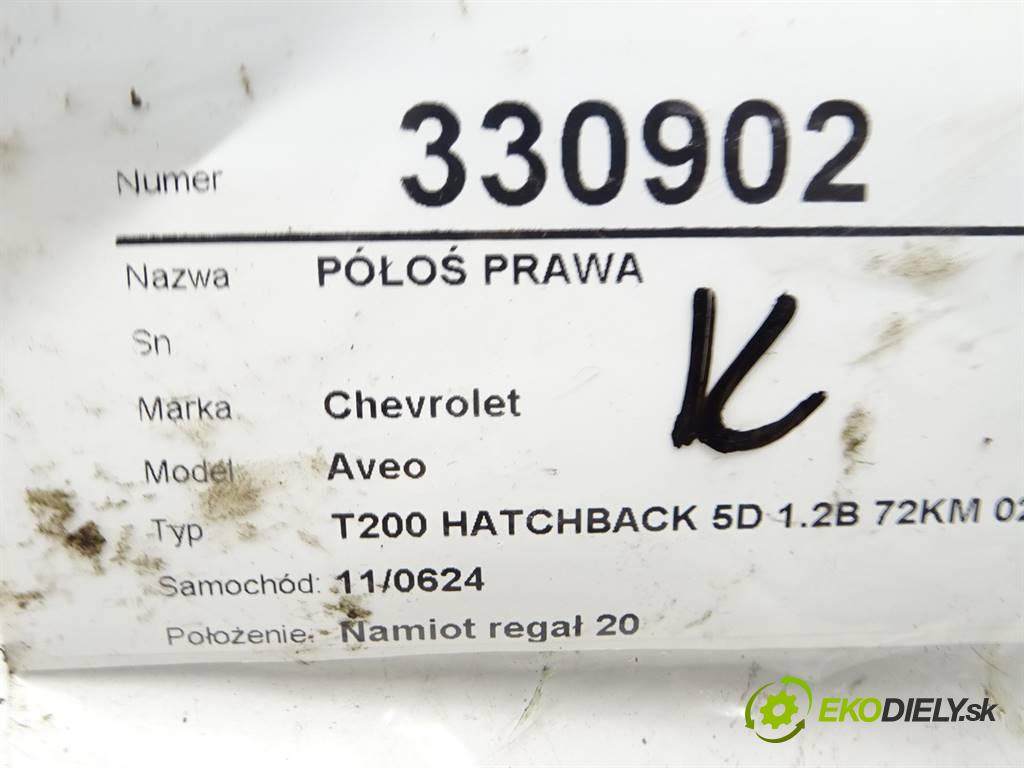 Numer 330902
Nazwa PÓŁOŚ PRAWA
Sn
Marka Chevrolet
Model Aveo
Typ T200 HATCHBACK 5D 1.2B 72KM 02
Samochód: 11/0624
Położenie: Namiot regał 20
K
EKODIELY.sk